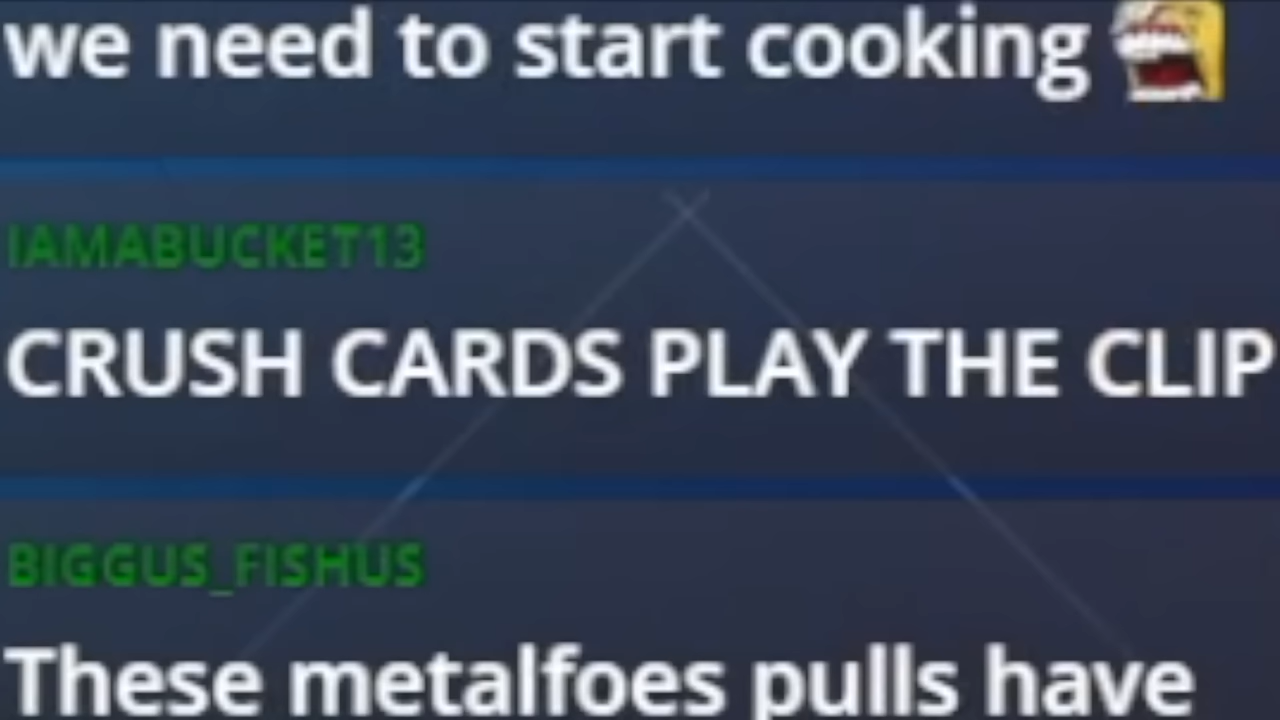 we need to start cooking
IAMABUCKET13
CRUSH CARDS PLAY THE CLIP
BIGGUS_FISHUS
These metalfoes pulls have